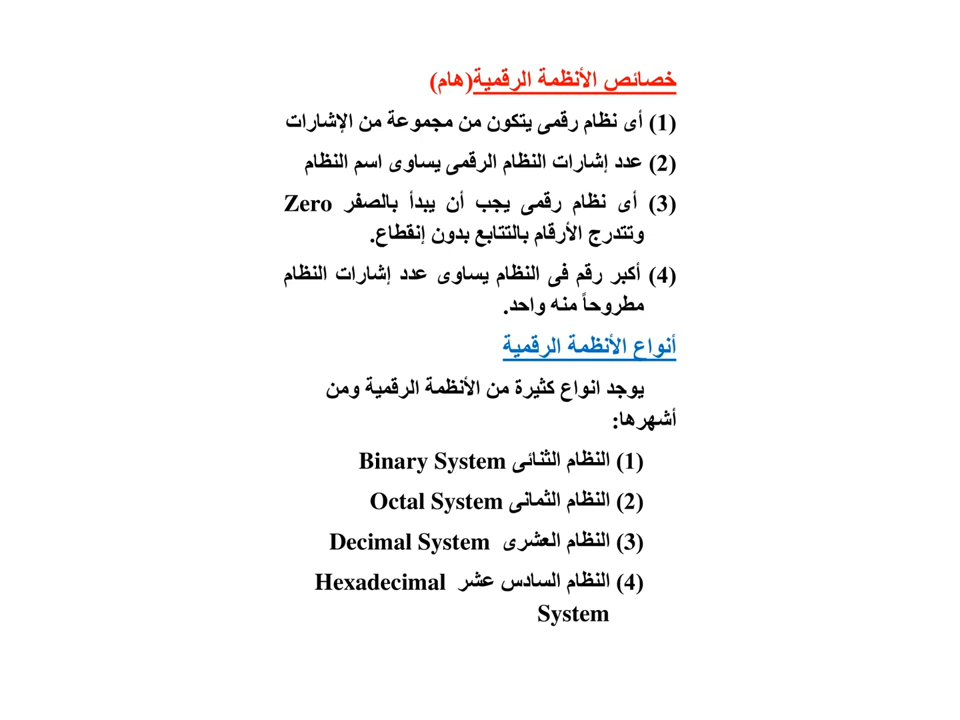 خصائص الأنظمة الرقمية(هام)
(1) أى نظام رقمى يتكون من مجموعة من الإشارات
(2) عدد إشارات النظام الرقمى يساوى اسم النظام
(3) أى نظام رقمى يجب أن يبدأ بالصفر Zero
وتتدرج الأرقام بالتتابع بدون إنقطاع.
(4) أكبر رقم فى النظام يساوى عدد إشارات النظام
مطروحاً منه واحد.
أنواع الأنظمة الرقمية
يوجد انواع كثيرة من الأنظمة الرقمية ومن
أشهرها:
(1) النظام الثنائى Binary System
(2) النظام الثمانى Octal System
(3) النظام العشرى Decimal System
(4) النظام السادس عشر Hexadecimal
System